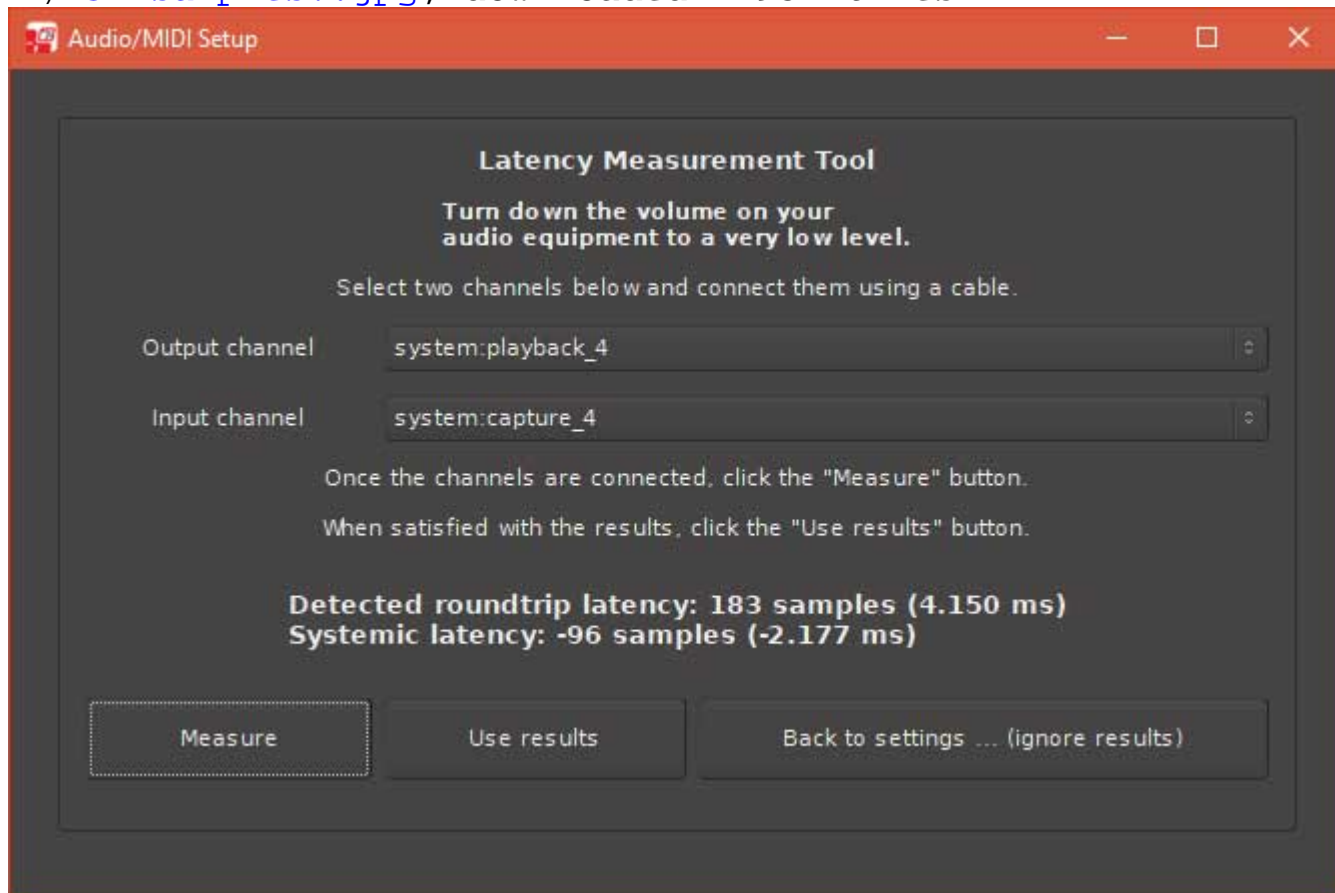 Audio/MIDI Setup
Latency Measurement Tool
Turn down the volume on your
audio equipment to a very low level.
Select two channels below and connect them using a cable.
Output channel system:playback_4
Input channel system:capture_4
Once the channels are connected, click the "Measure" button.
When satisfied with the results, click the "Use results" button.
Detected roundtrip latency: 183 samples (4.150 ms)
Systemic latency: -96 samples (-2.177 ms)
Measure Use results Back to settings ... (ignore results)